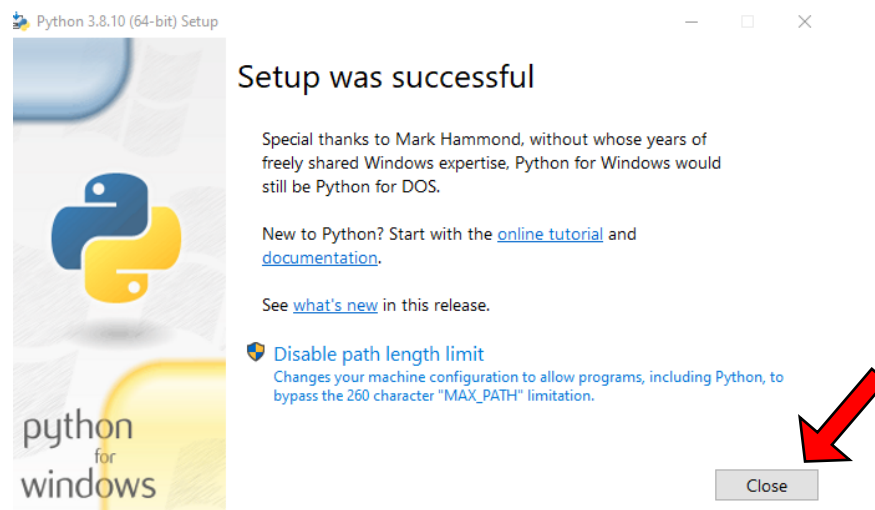 Python 3.8.10 (64-bit) Setup
Setup was successful
Special thanks to Mark Hammond, without whose years of
freely shared Windows expertise, Python for Windows would
still be Python for DOS.
New to Python? Start with the online tutorial and
documentation.
See what's new in this release.
Disable path length limit
Changes your machine configuration to allow programs, including Python, to
bypass the 260 character "MAX_PATH" limitation.
python
for
windows
Close